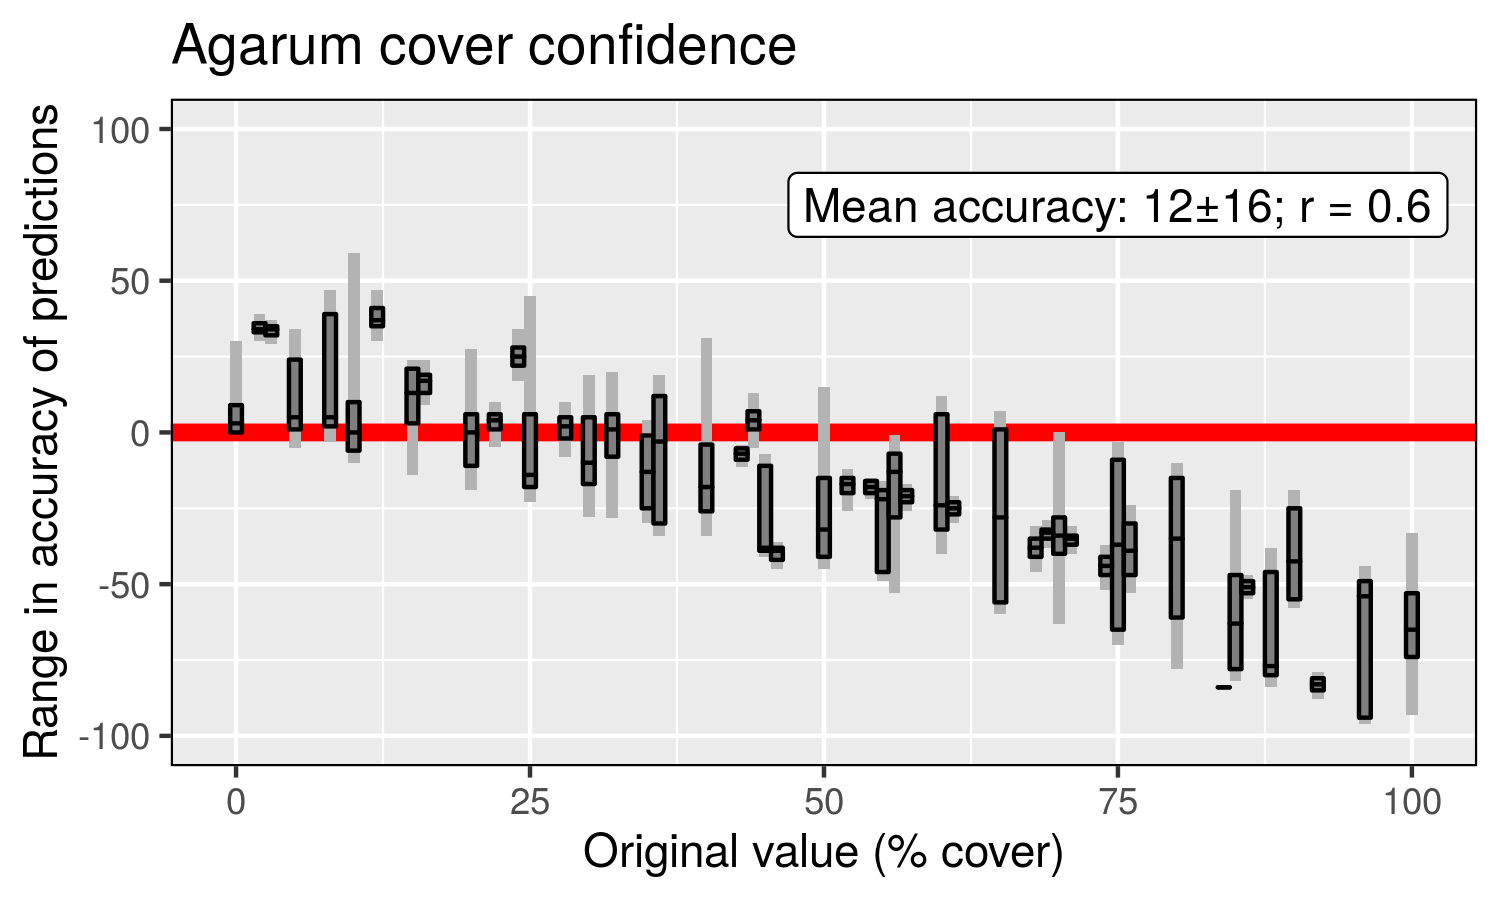 Agarum cover confidence
Range in accuracy of predictions
100
50
0
-50
-100
Mean accuracy: 12±16; r = 0.6
0 25 50 75 100
Original value (% cover)